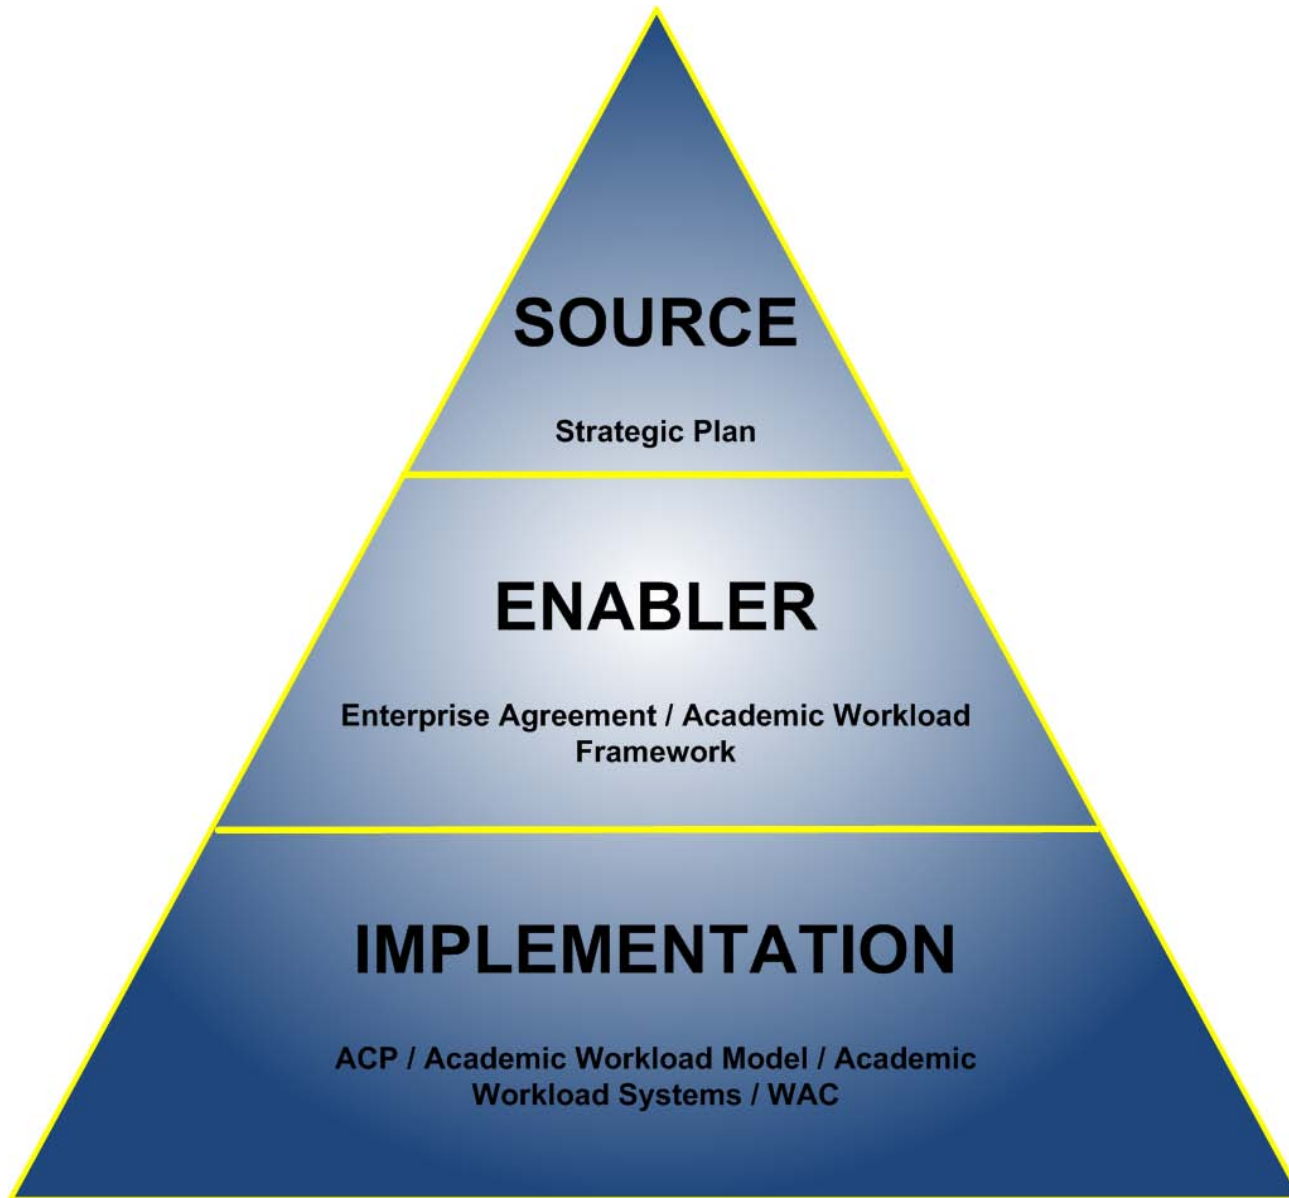 SOURCE
Strategic Plan
ENABLER
Enterprise Agreement / Academic Workload
Framework
IMPLEMENTATION
ACP / Academic Workload Model / Academic
Workload Systems / WAC